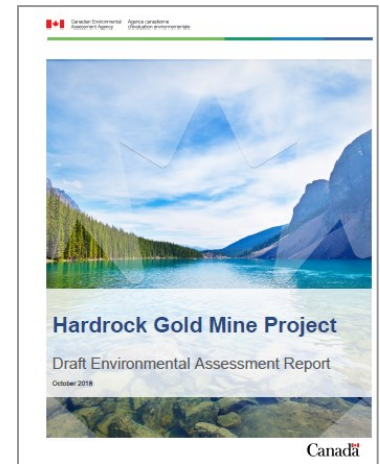 Canadian Environmental Agence canadienne
Assessment Agency d'évaluation environnementale
Hardrock Gold Mine Project
Draft Environmental Assessment Report
October 2018
Canada